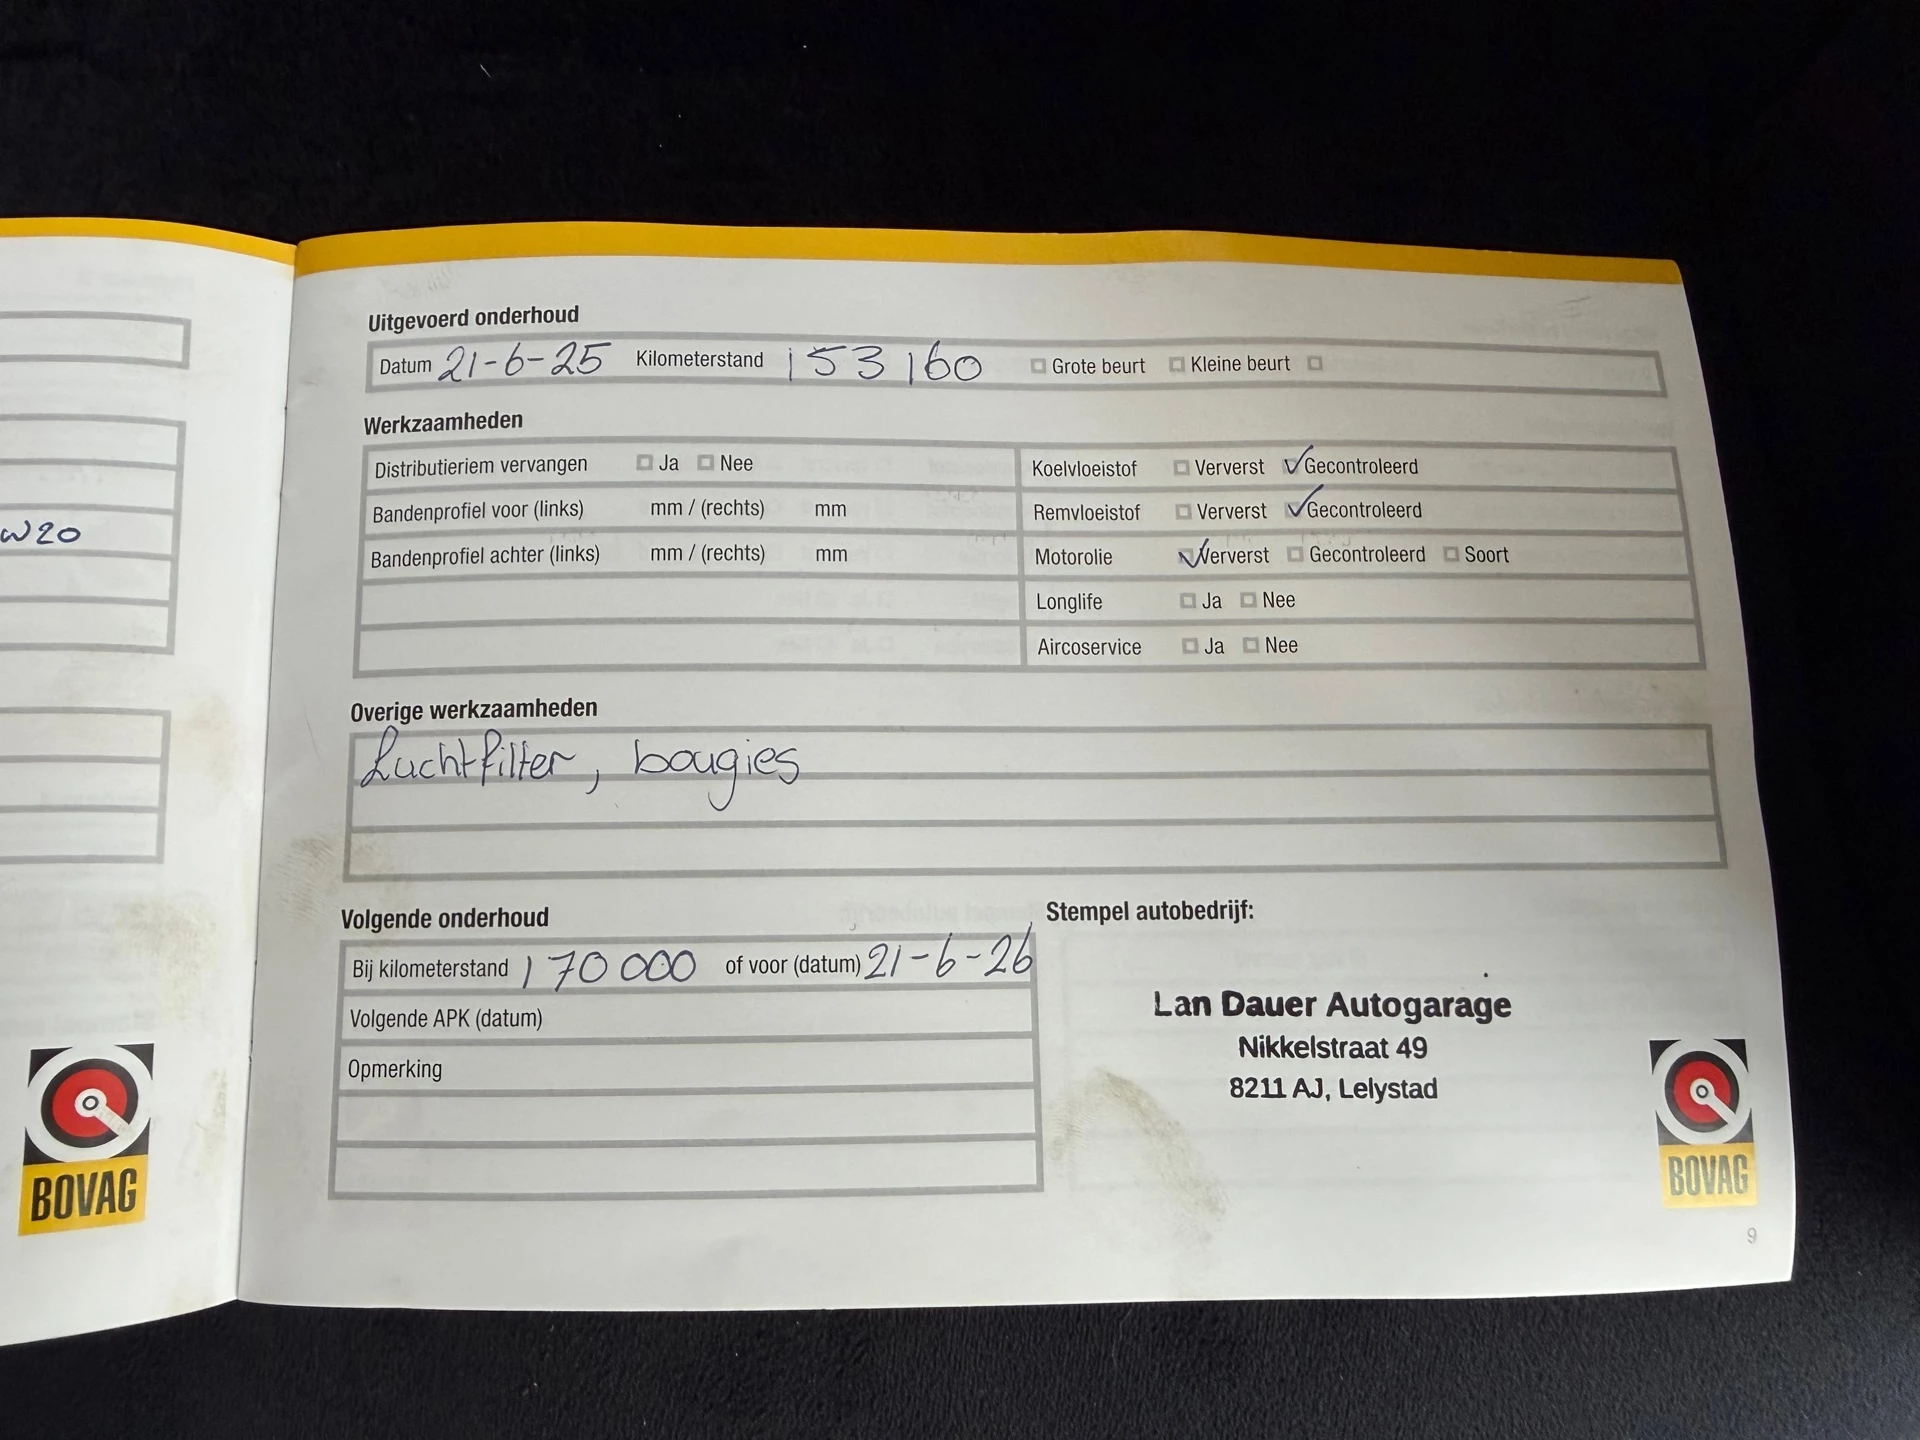 w20
BOVAG
Uitgevoerd onderhoud
Datum 21-6-25 Kilometerstand 153160 Grote beurt Kleine beurt
Werkzaamheden
Distributieriem vervangen Ja Nee
Bandenprofiel voor (links) mm / (rechts) mm
Bandenprofiel achter (links) mm / (rechts) mm
Koelvloeistof Ververst Gecontroleerd
Remvloeistof Ververst Gecontroleerd
Motorolie Ververst Gecontroleerd Soort
Longlife Ja Nee
Aircoservice Ja Nee
Overige werkzaamheden
Luchtfilter, bougies
Volgende onderhoud
Bij kilometerstand 170000 of voor (datum) 21-6-26
Volgende APK (datum)
Opmerking
Stempel autobedrijf:
Lan Dauer Autogarage
Nikkelstraat 49
8211 AJ, Lelystad
BOVAG
9